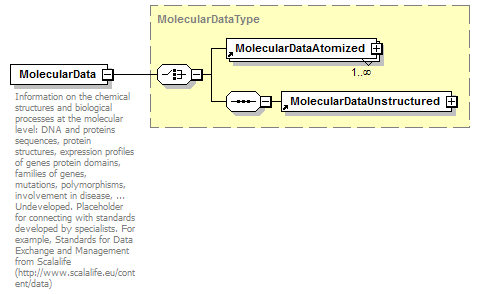 MolecularDataType
MolecularDataAtomized
1..∞
MolecularData
MolecularDataUnstructured
Information on the chemical
structures and biological
processes at the molecular
level: DNA and proteins
sequences, protein
structures, expression profiles
of genes protein domains,
families of genes,
mutations, polymorphisms,
involvement in disease, ...
Undeveloped. Placeholder
for connecting with standards
developed by specialists. For
example, Standards for Data
Exchange and Management
from Scalalife
(http://www.scalalife.eu/cont
ent/data)